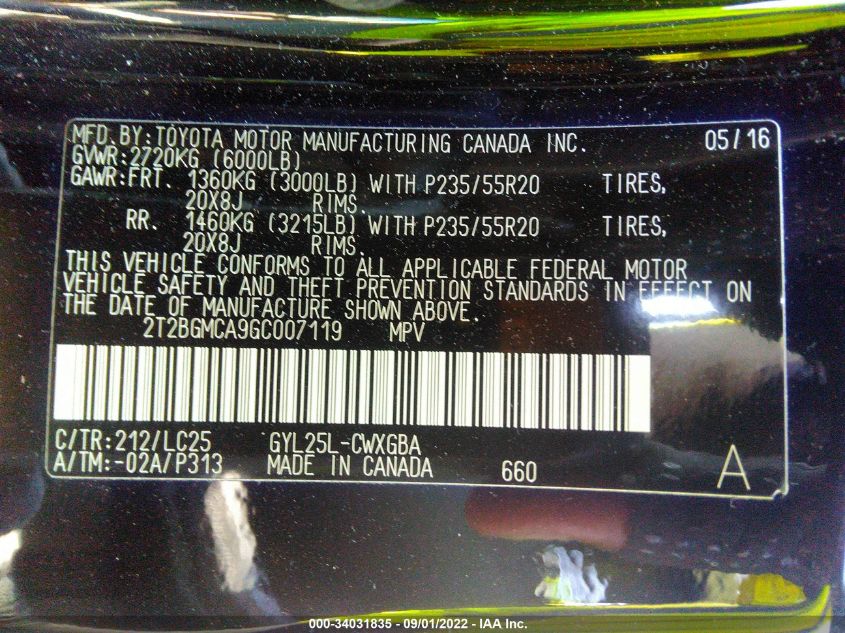 MFD.BY:TOYOTA MOTOR MANUFACTURING CANADA INC. 05/16
GVWR:2720KG (6000LB)
GAWR:FRT. 1360KG (3000LB) WITH P235/55R20 TIRES,
20X8J RIMS.
RR. 1460KG (3215LB) WITH P235/55R20 TIRES,
20X8J RIMS.
THIS VEHICLE CONFORMS TO ALL APPLICABLE FEDERAL MOTOR
VEHICLE SAFETY AND THEFT PREVENTION STANDARDS IN EFFECT ON
THE DATE OF MANUFACTURE SHOWN ABOVE.
2T2BGMCA9GC007119 MPV
C/TR:212/LC25 GYL25L-CWXGBA
A/TM:-02A/P313 MADE IN CANADA 660 A
000-34031835 - 09/01/2022 - IAA Inc.